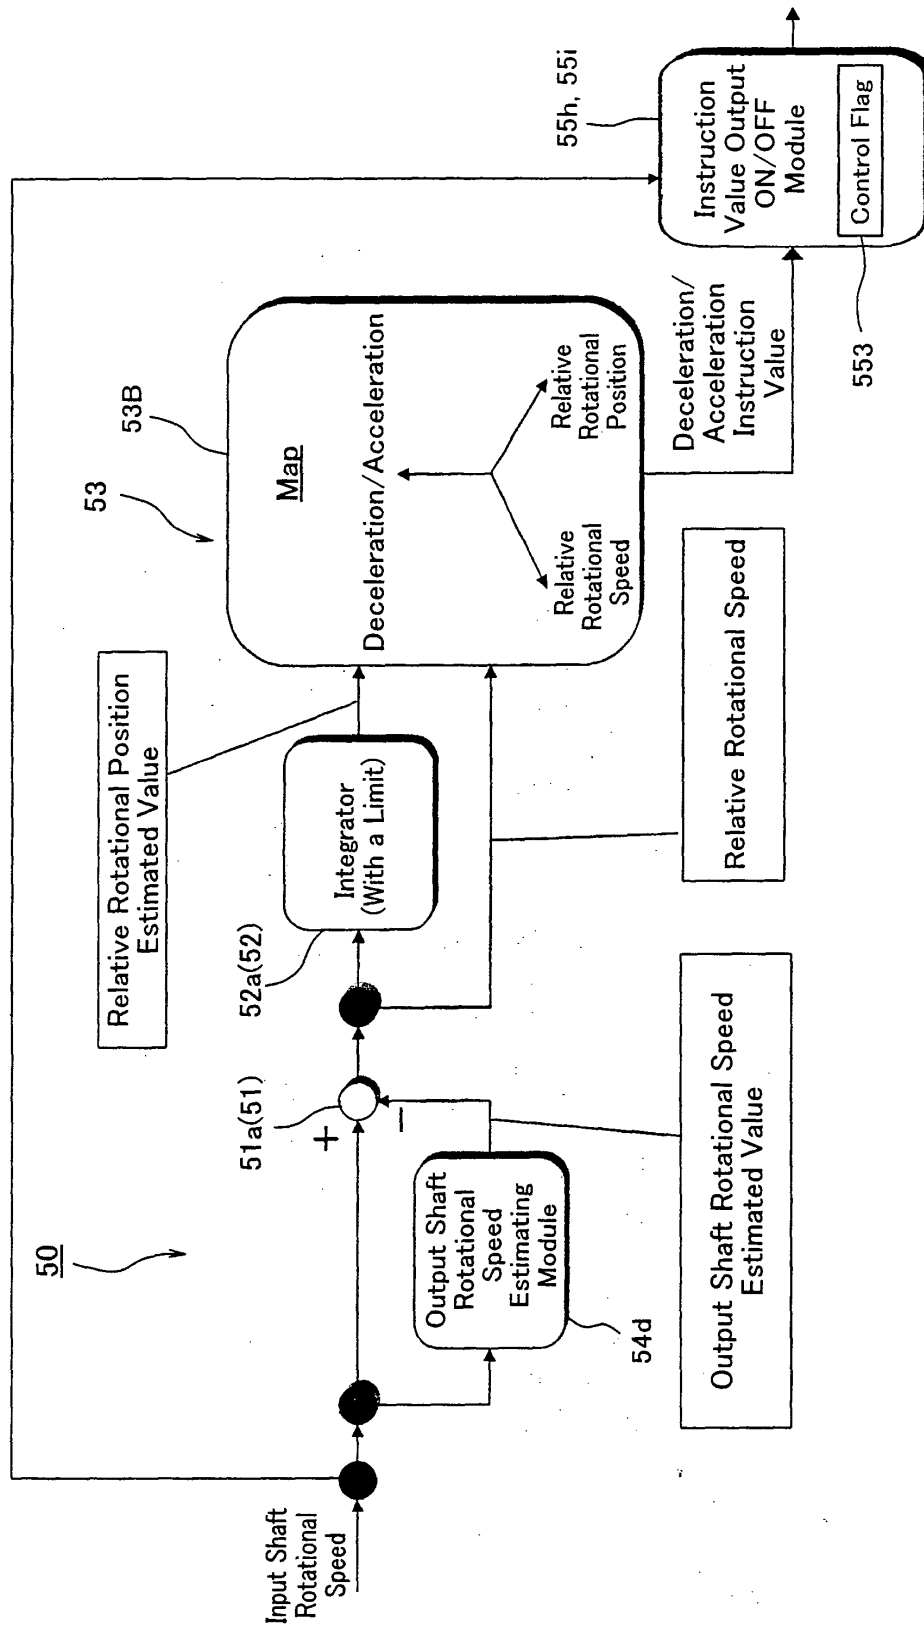 50
Input Shaft
Rotational
Speed
51a(51)
+
−
Output Shaft
Rotational
Speed
Estimating
Module
54d
Output Shaft Rotational Speed
Estimated Value
52a(52)
Integrator
(With a Limit)
Relative Rotational Position
Estimated Value
Relative Rotational Speed
53
53B
Map
Deceleration/Acceleration
Relative
Rotational
Speed
Relative
Rotational
Position
Deceleration/
Acceleration
Instruction
Value
55h, 55i
Instruction
Value Output
ON/OFF
Module
Control Flag
553